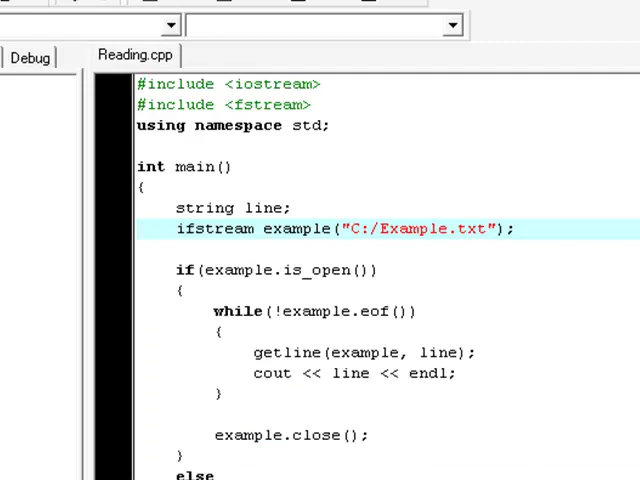 Debug
Reading.cpp
#include <iostream>
#include <fstream>
using namespace std;
int main()
{
string line;
ifstream example("C:/Example.txt");
if(example.is_open())
{
while(!example.eof())
{
getline(example, line);
cout << line << endl;
}
example.close();
}
else